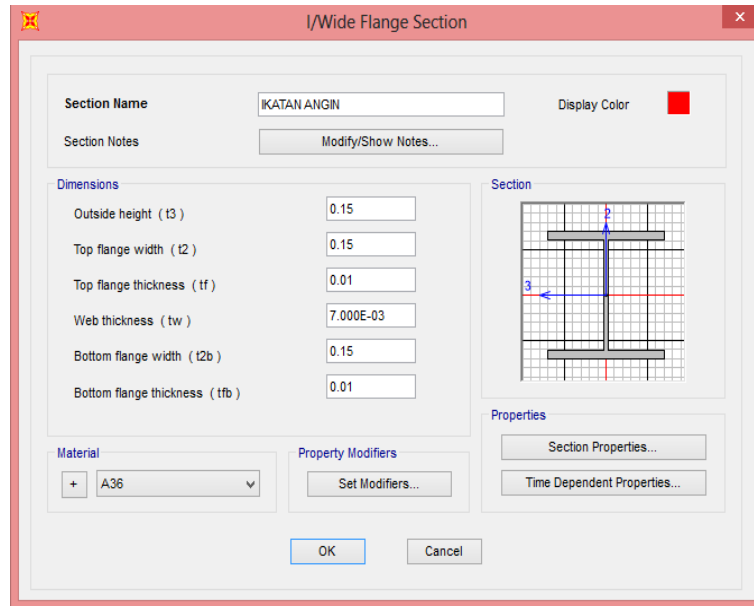 I/Wide Flange Section
×
Section Name
IKATAN ANGIN
Display Color
Section Notes
Modify/Show Notes...
Dimensions
Outside height ( t3 )
0.15
Top flange width ( t2 )
0.15
Top flange thickness ( tf )
0.01
Web thickness ( tw )
7.000E-03
Bottom flange width ( t2b )
0.15
Bottom flange thickness ( tfb )
0.01
Section
2
3
Properties
Section Properties...
Time Dependent Properties...
Material
+
A36
Property Modifiers
Set Modifiers...
OK
Cancel